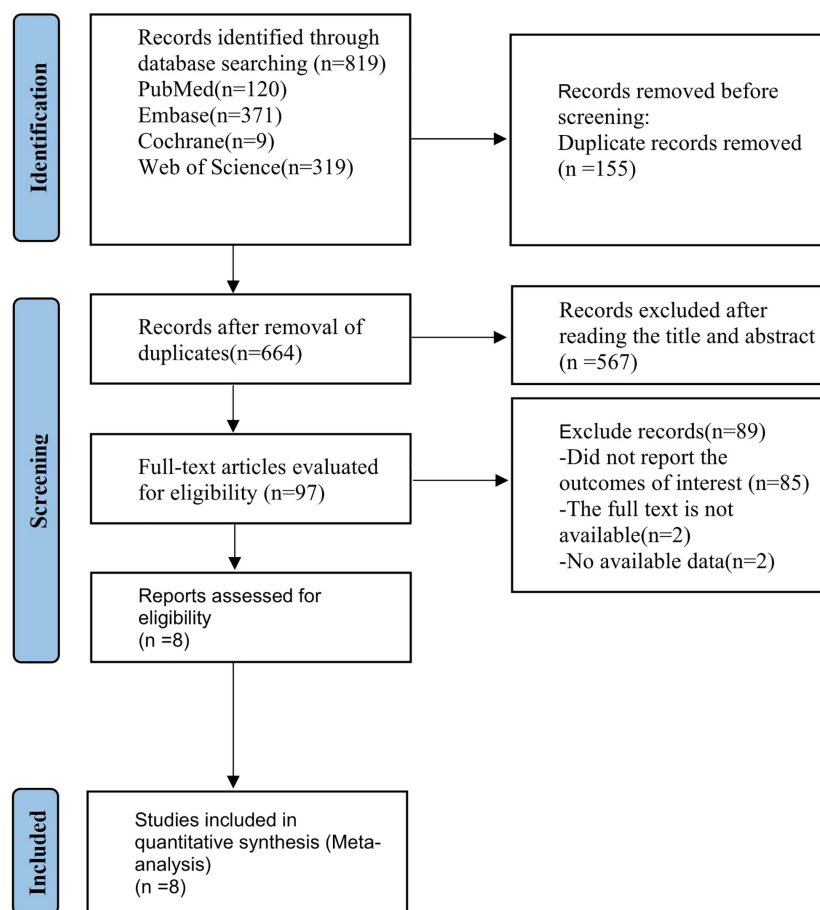 Identification
Records identified through
database searching (n=819)
PubMed(n=120)
Embase(n=371)
Cochrane(n=9)
Web of Science(n=319)
Records removed before
screening:
Duplicate records removed
(n =155)
Screening
Records after removal of
duplicates(n=664)
Records excluded after
reading the title and abstract
(n =567)
Full-text articles evaluated
for eligibility (n=97)
Exclude records(n=89)
-Did not report the
outcomes of interest (n=85)
-The full text is not
available(n=2)
-No available data(n=2)
Reports assessed for
eligibility
(n =8)
Included
Studies included in
quantitative synthesis (Meta-
analysis)
(n =8)